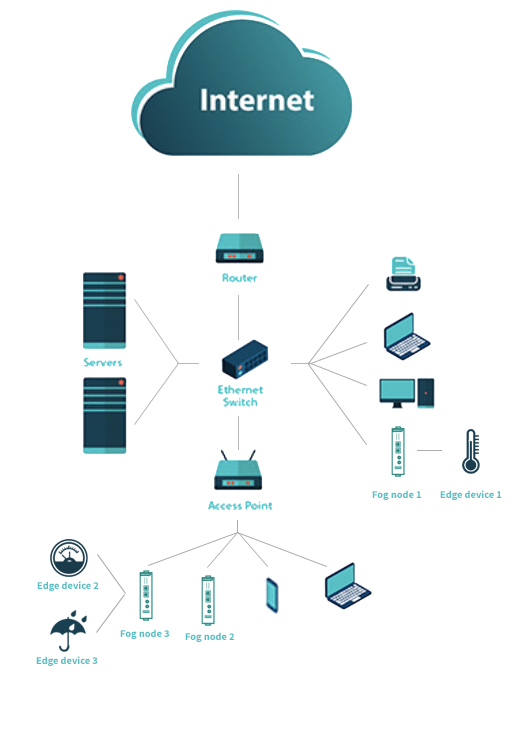 Internet
Router
Servers
Ethernet
Switch
Access Point
Fog node 1
Edge device 1
Edge device 2
Fog node 3
Fog node 2
Edge device 3